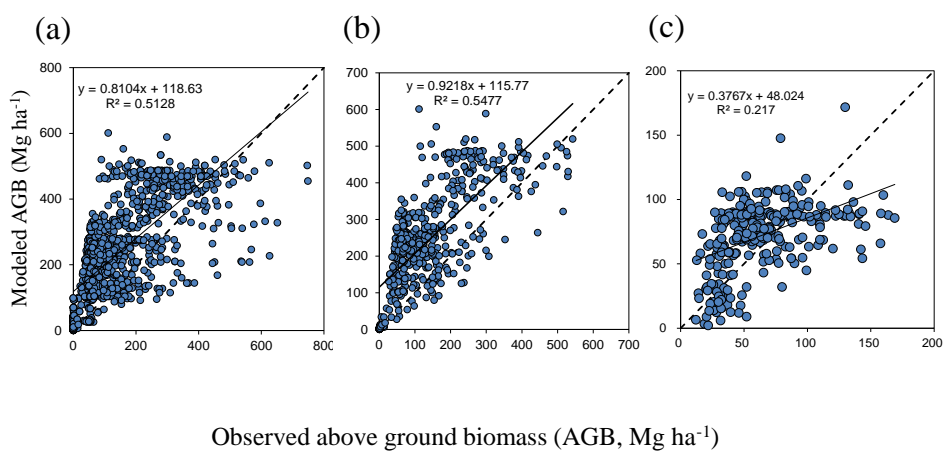 (a)
(b)
(c)
Modeled AGB (Mg ha⁻¹)
800
600
400
200
0
y = 0.8104x + 118.63
R² = 0.5128
0 200 400 600 800
700
600
500
400
300
200
100
0
y = 0.9218x + 115.77
R² = 0.5477
0 100 200 300 400 500 600 700
200
150
100
50
0
y = 0.3767x + 48.024
R² = 0.217
0 50 100 150 200
Observed above ground biomass (AGB, Mg ha⁻¹)